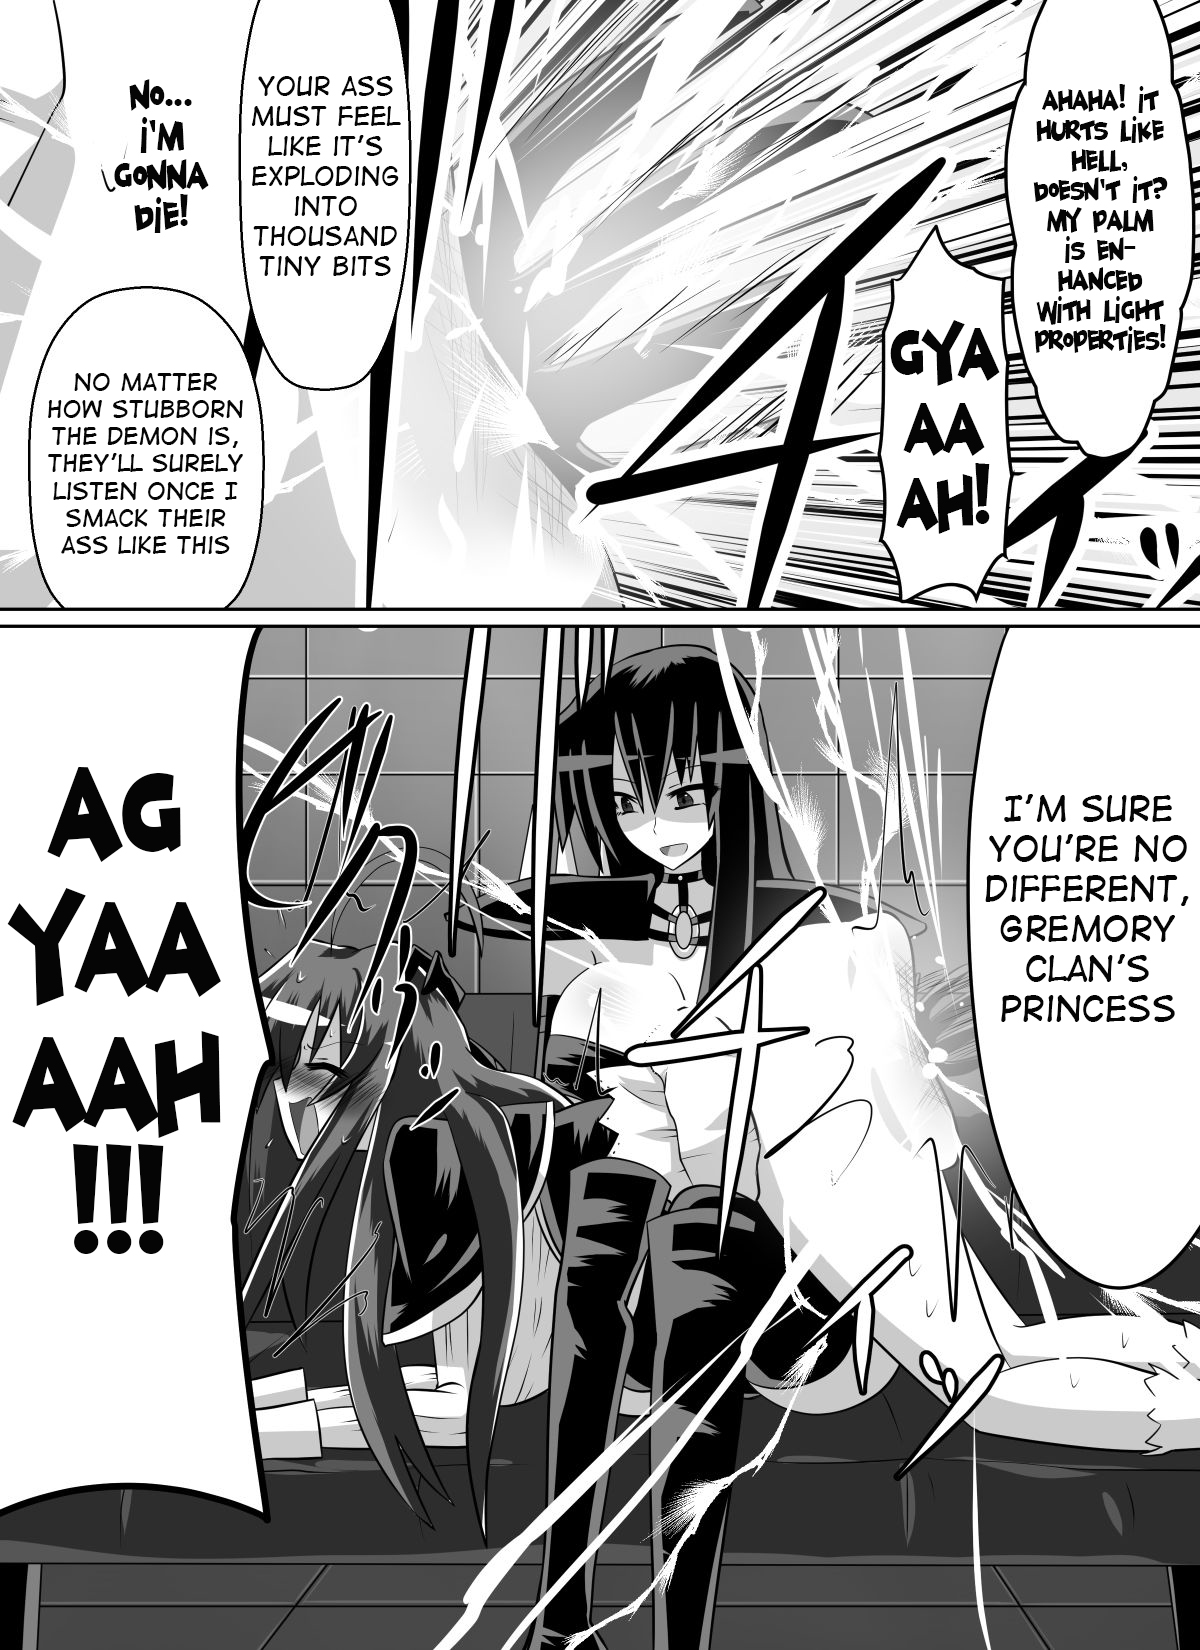 AHAHA! IT
HURTS LIKE
HELL,
DOESN'T IT?
MY PALM
IS EN-
HANCED
WITH LIGHT
PROPERTIES!
GYA
AA
AH!
YOUR ASS
MUST FEEL
LIKE IT'S
EXPLODING
INTO
THOUSAND
TINY BITS
NO...
I'M
GONNA
DIE!
NO MATTER
HOW STUBBORN
THE DEMON IS,
THEY'LL SURELY
LISTEN ONCE I
SMACK THEIR
ASS LIKE THIS
I'M SURE
YOU'RE NO
DIFFERENT,
GREMORY
CLAN'S
PRINCESS
AG
YAA
AAH
!!!